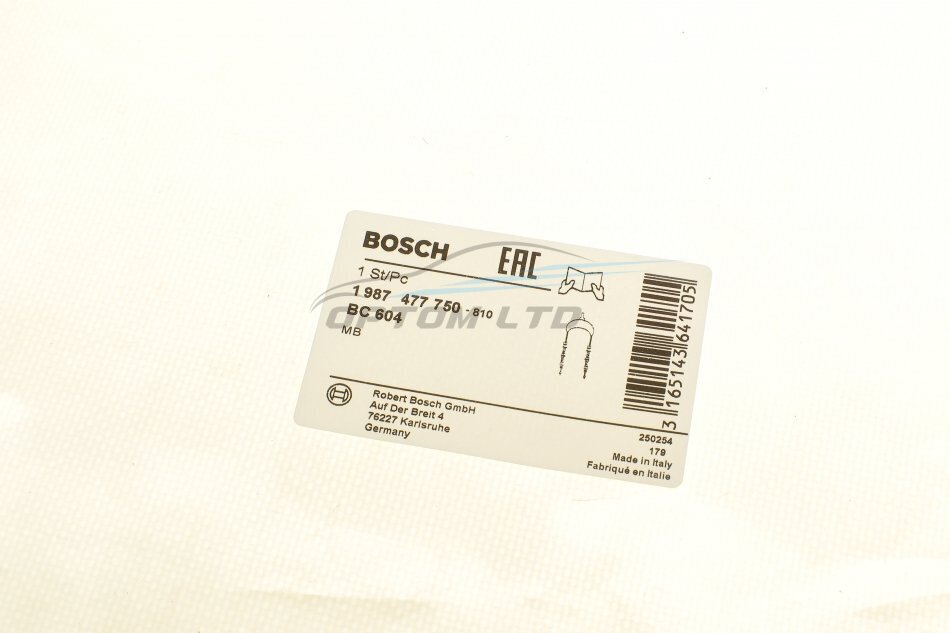 BOSCH
EAC
1 St/Pc
1 987 477 750 - 810
BC 604
MB
OPTOM LTD
3 165143 641705
Robert Bosch GmbH
Auf Der Breit 4
76227 Karlsruhe
Germany
250254
179
Made in Italy
Fabriqué en Italie